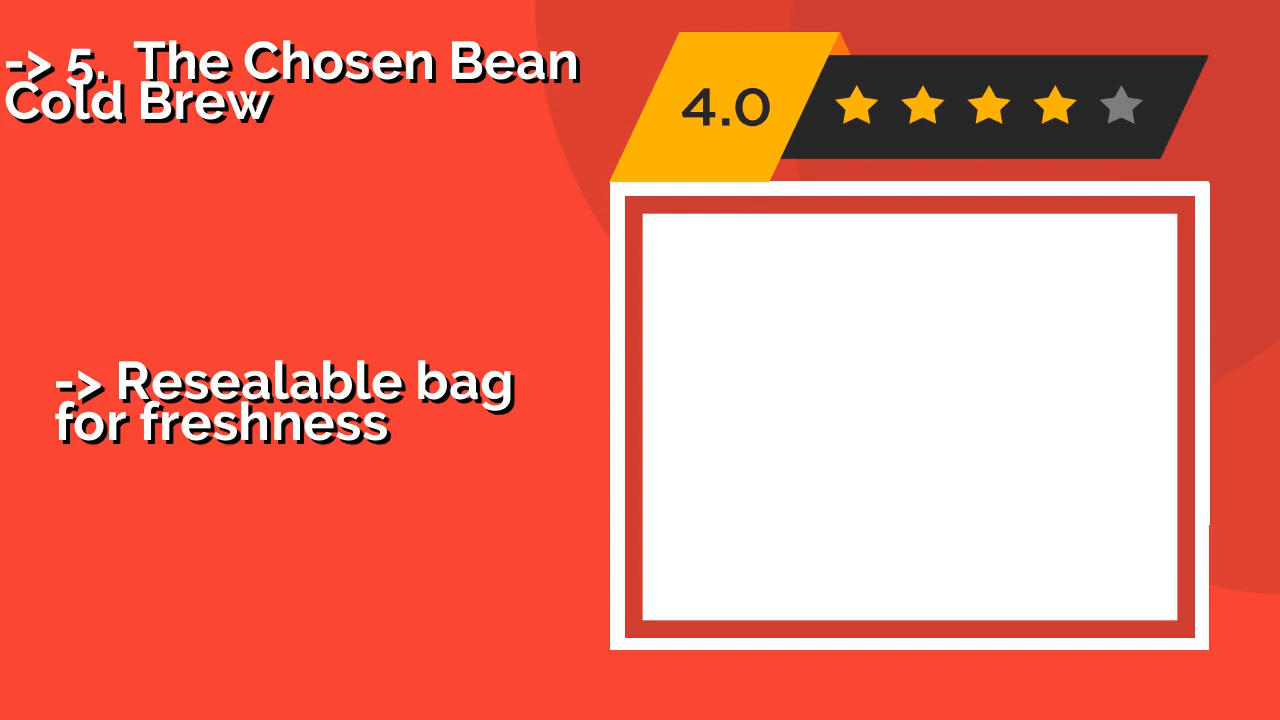 -> 5.  The Chosen Bean
Cold Brew
4.0
-> Resealable bag
for freshness